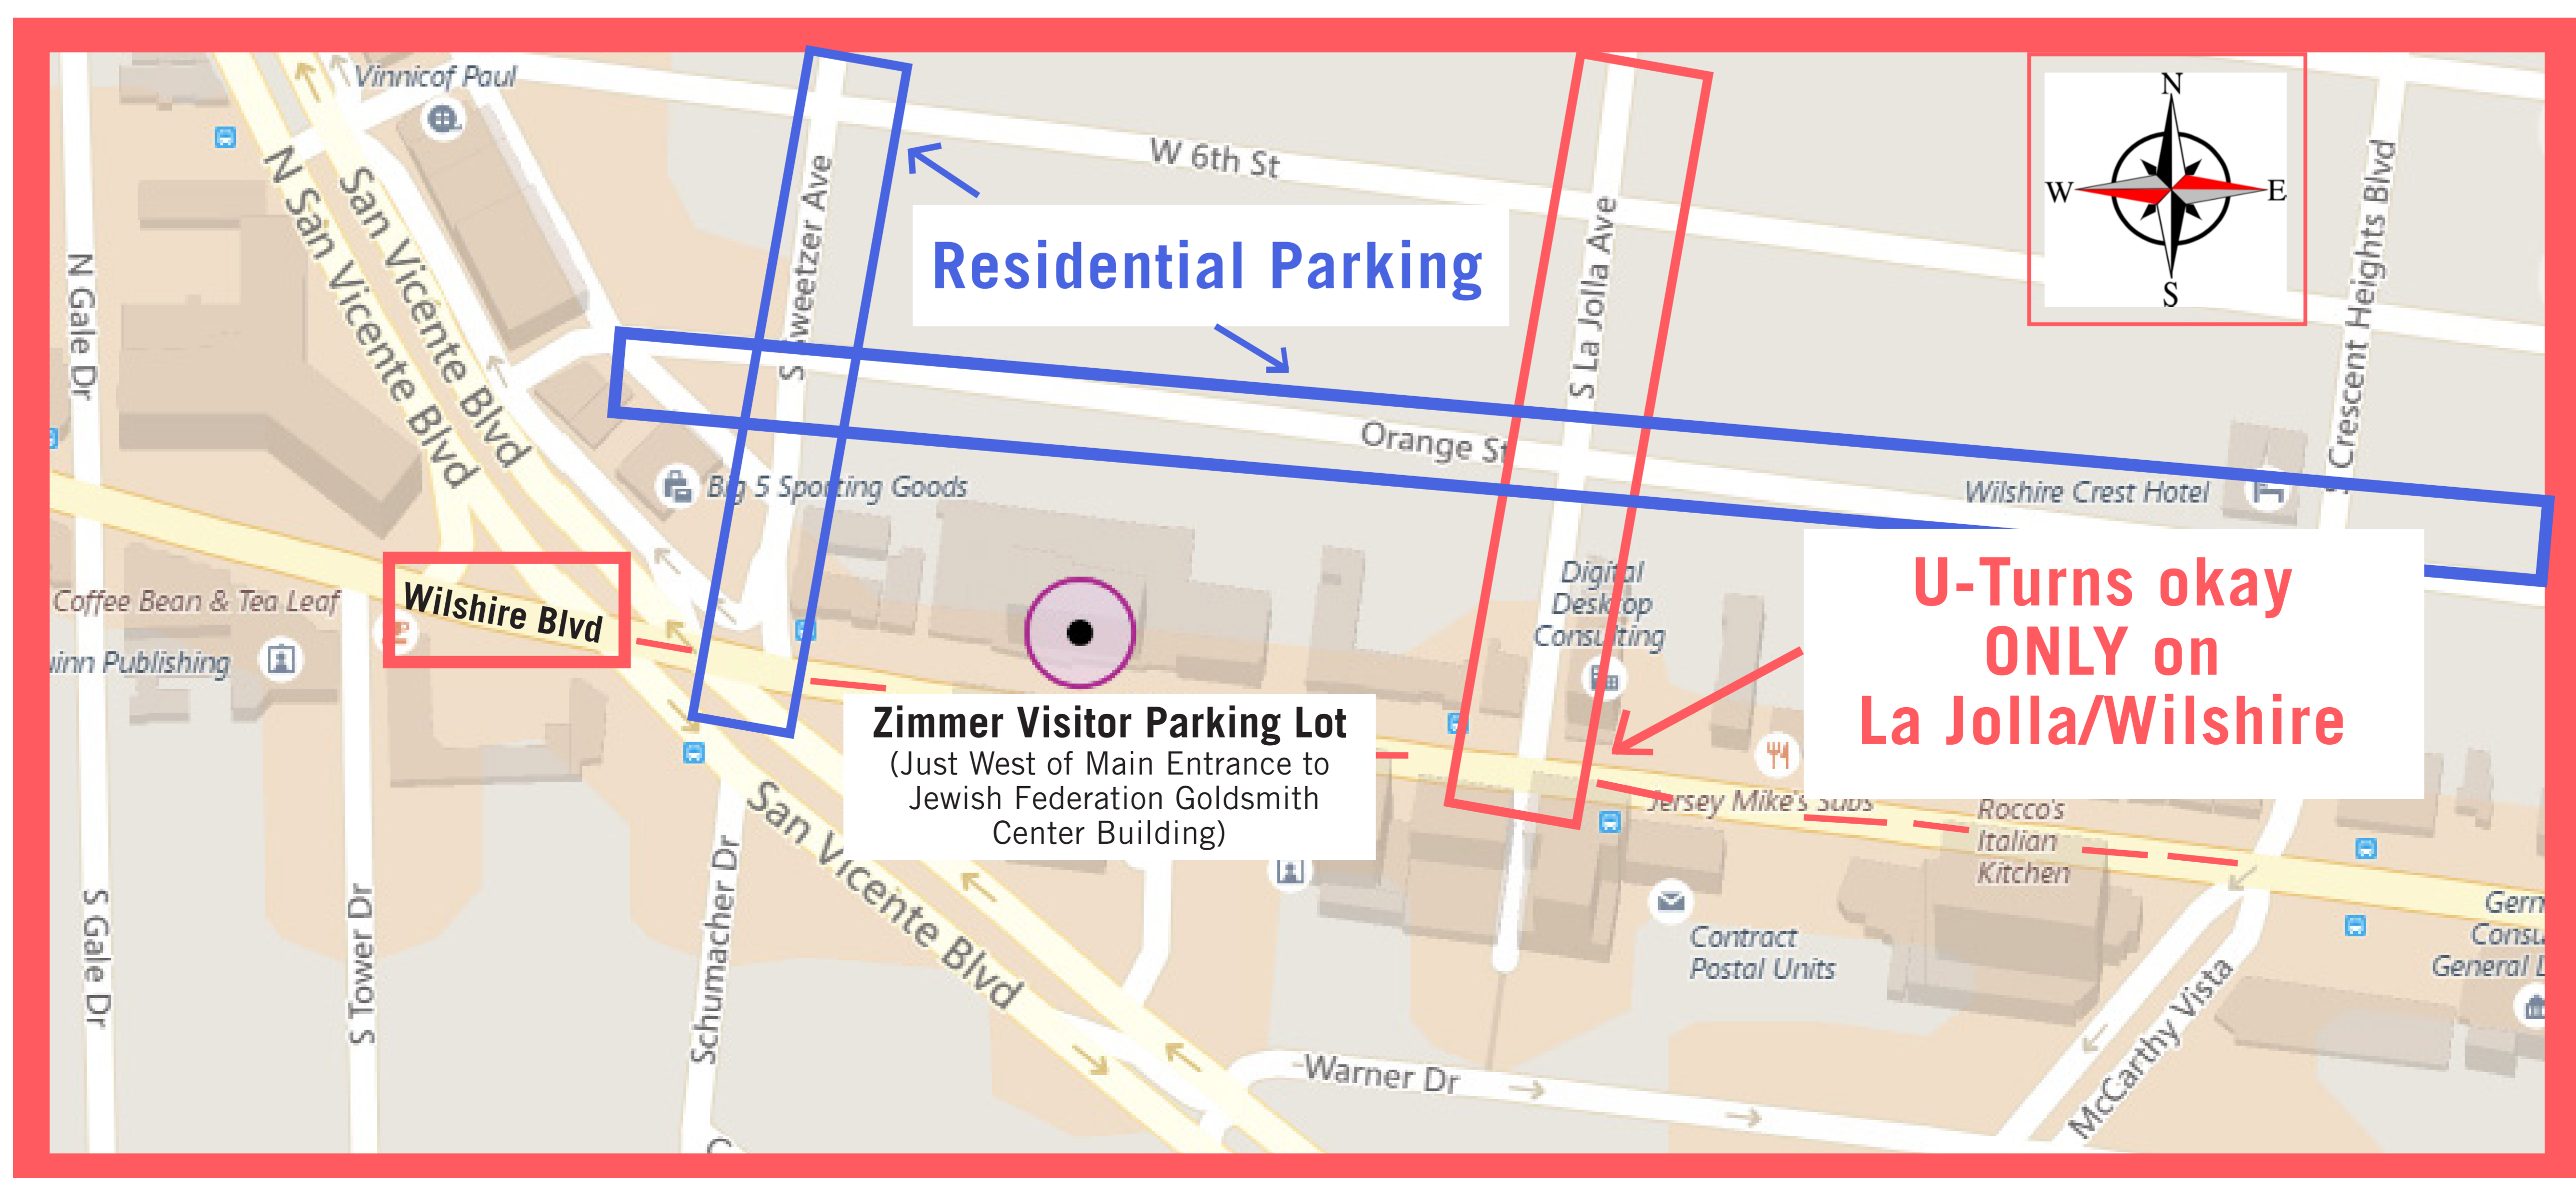 Vinnicof Paul
N
W
E
S
W 6th St
N San Vicente Blvd
San Vicente Blvd
S Sweetzer Ave
S La Jolla Ave
S Crescent Heights Blvd
N Gale Dr
Residential Parking
Orange St
Big 5 Sporting Goods
Wilshire Crest Hotel
U-Turns okay
ONLY on
La Jolla/Wilshire
Digital
Desktop
Consulting
Coffee Bean & Tea Leaf
Wilshire Blvd
Publishing
Zimmer Visitor Parking Lot
(Just West of Main Entrance to
Jewish Federation Goldsmith
Center Building)
Jersey Mike's Subs
Rocco's
Italian
Kitchen
San Vicente Blvd
Schumacher Dr
S Tower Dr
S Gale Dr
Contract
Postal Units
General
McCarthy Vista
Warner Dr